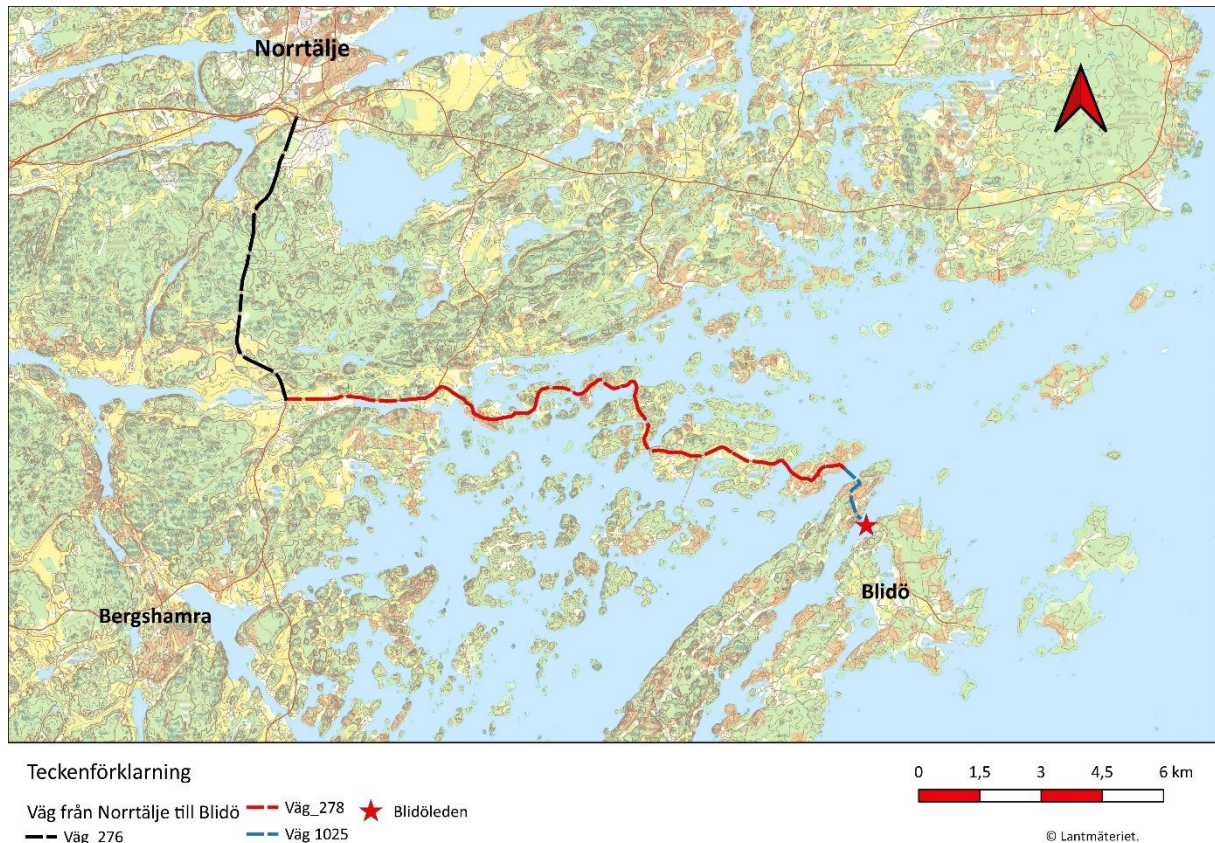 Norrtälje
Bergshamra
Blidö
Teckenförklarning
0 1,5 3 4,5 6 km
Väg från Norrtälje till Blidö
Väg_278
Blidöleden
Väg_276
Väg 1025
© Lantmäteriet.